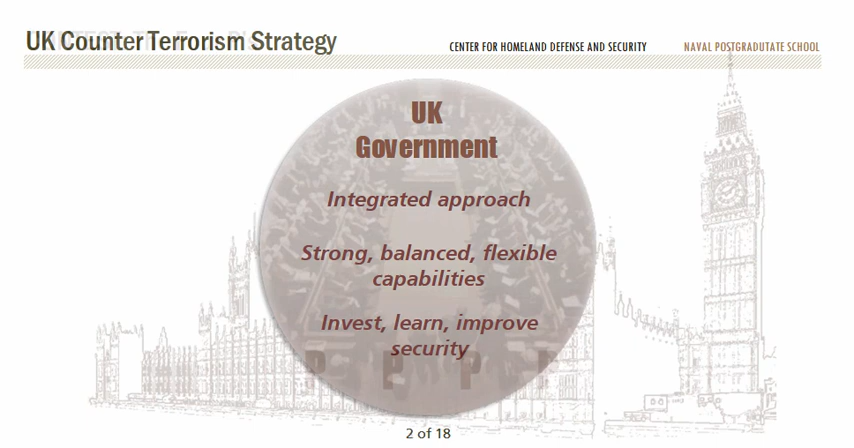 UK Counter Terrorism Strategy
CENTER FOR HOMELAND DEFENSE AND SECURITY
NAVAL POSTGRADUTATE SCHOOL
UK
Government
Integrated approach
Strong, balanced, flexible
capabilities
Invest, learn, improve
security
P P P P
2 of 18